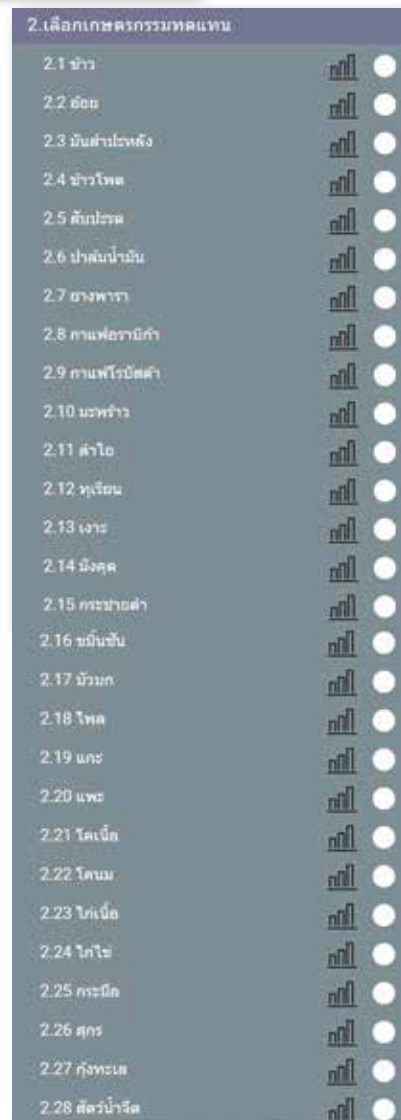 2.เลือกเกษตรกรรมทดแทน
2.1 ข้าว
2.2 อ้อย
2.3 มันสำปะหลัง
2.4 ข้าวโพด
2.5 สับปะรด
2.6 ปาล์มน้ำมัน
2.7 ยางพารา
2.8 กาแฟอราบิก้า
2.9 กาแฟโรบัสต้า
2.10 มะพร้าว
2.11 ลำไย
2.12 ทุเรียน
2.13 เงาะ
2.14 มังคุด
2.15 กระชายดำ
2.16 ขมิ้นชัน
2.17 บัวบก
2.18 ไพล
2.19 แกะ
2.20 แพะ
2.21 โคเนื้อ
2.22 โคนม
2.23 ไก่เนื้อ
2.24 ไก่ไข่
2.25 กระบือ
2.26 สุกร
2.27 กุ้งทะเล
2.28 สัตว์น้ำจืด